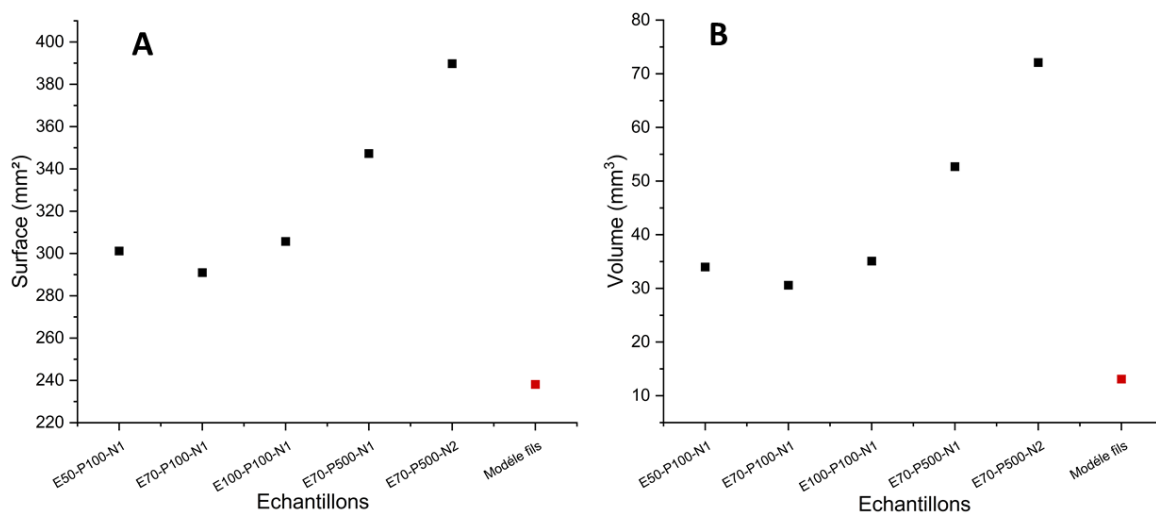 A
Surface (mm²)
400
380
360
340
320
300
280
260
240
220
E50-P100-N1
E70-P100-N1
E100-P100-N1
E70-P500-N1
E70-P500-N2
Modéle fils
Echantillons
B
Volume (mm³)
80
70
60
50
40
30
20
10
E50-P100-N1
E70-P100-N1
E100-P100-N1
E70-P500-N1
E70-P500-N2
Modéle fils
Echantillons